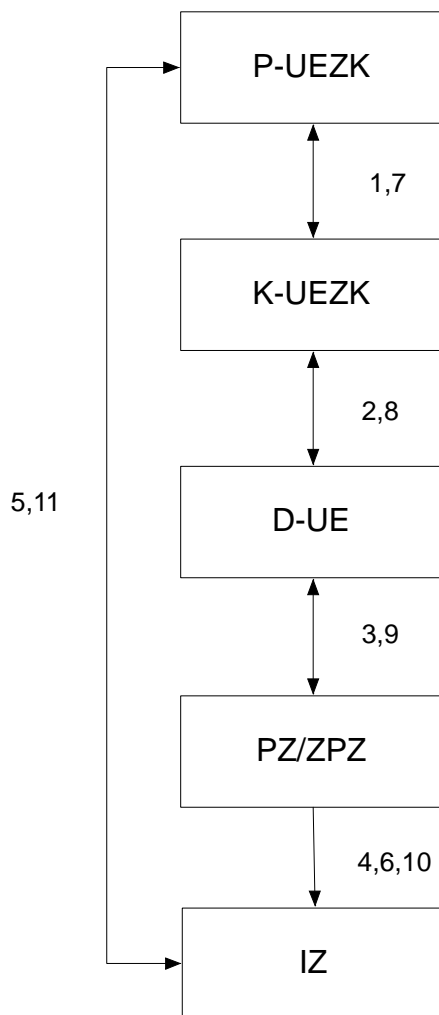 P-UEZK
1,7
K-UEZK
2,8
5,11
D-UE
3,9
PZ/ZPZ
4,6,10
IZ